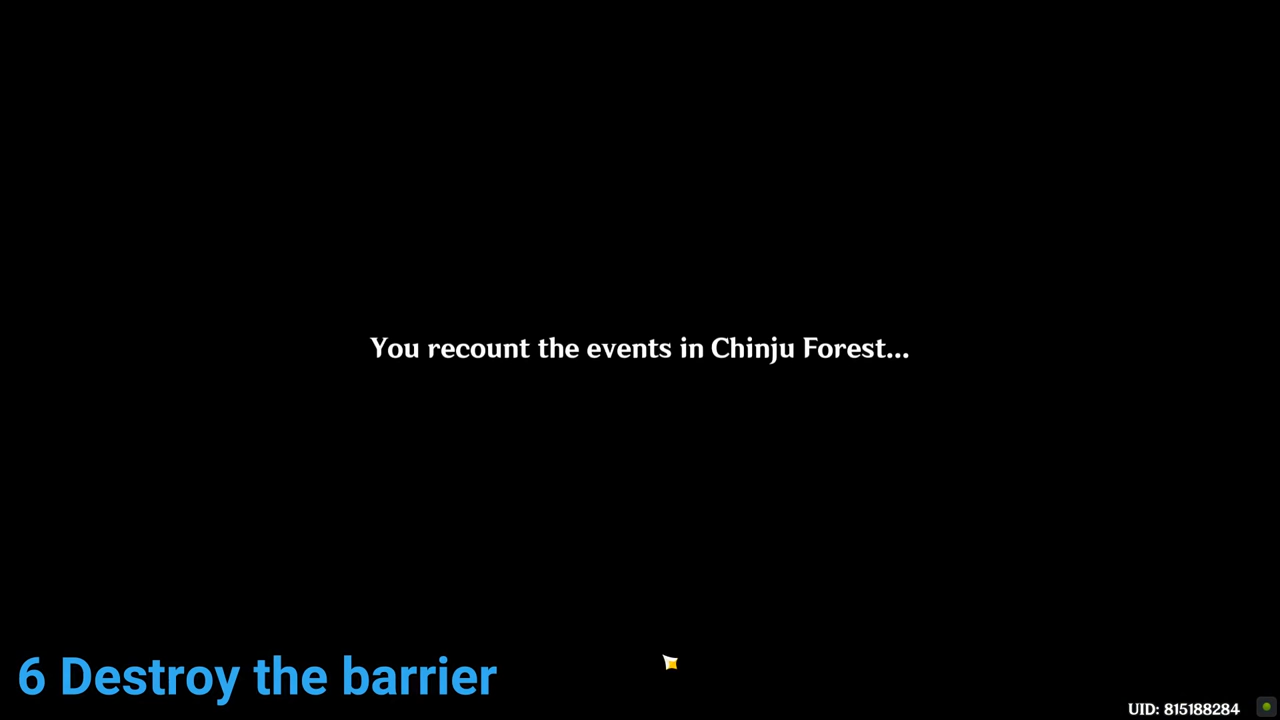 You recount the events in Chinju Forest...
6 Destroy the barrier
UID: 815188284